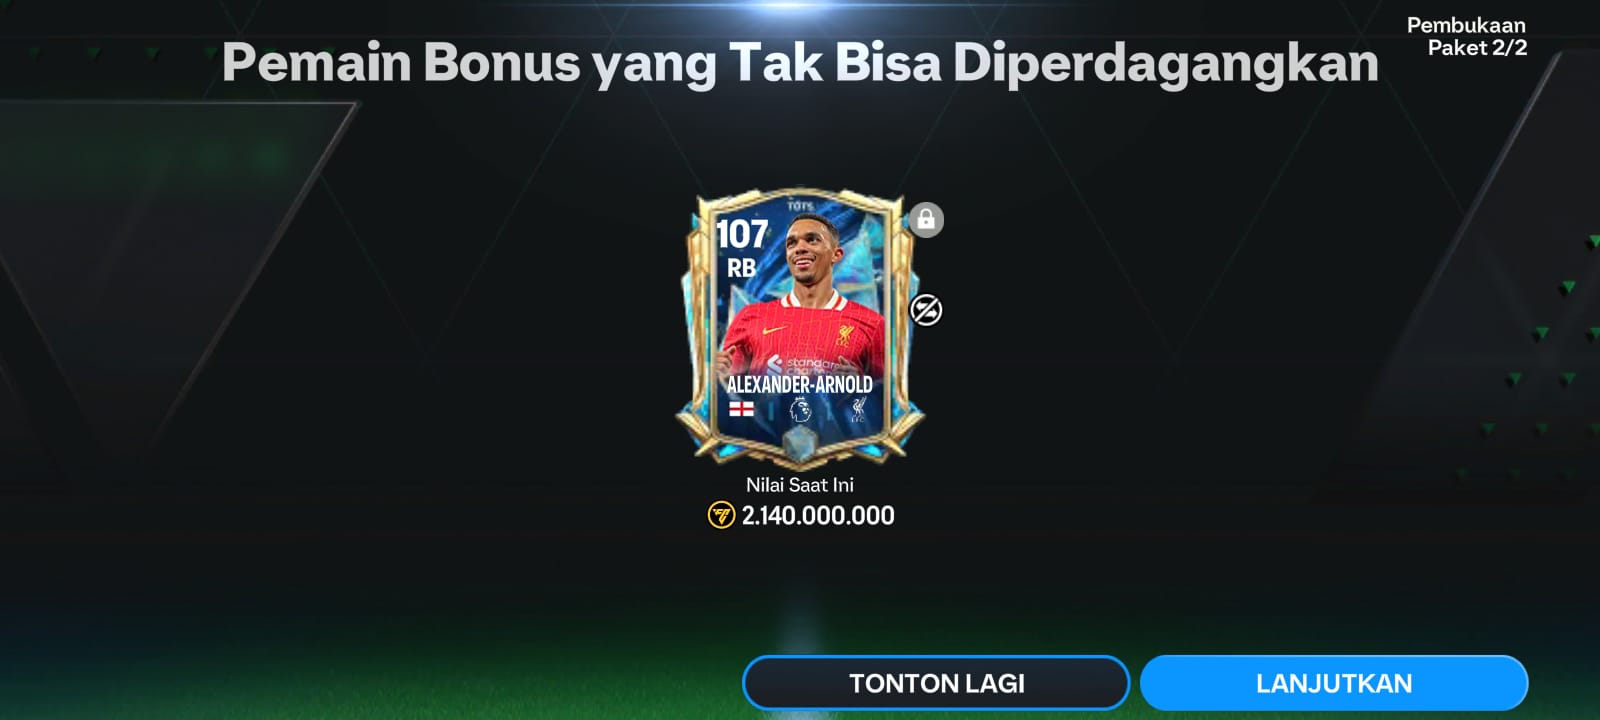 Pembukaan
Paket 2/2
Pemain Bonus yang Tak Bisa Diperdagangkan
TOTS
107
RB
standard
ALEXANDER-ARNOLD
Nilai Saat Ini
2.140.000.000
TONTON LAGI
LANJUTKAN